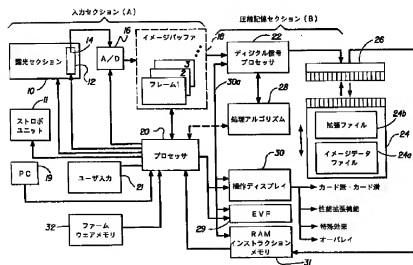 入力セクション(A)
圧縮記憶セクション(B)
14
16
18
22
26
A/D
イメージバッファ
3
2
フレーム1
ディジタル信号
プロセッサ
露光セクション
10
12
30a
28
11
ストロボ
ユニット
処理アルゴリズム
拡張ファイル
24b
24
イメージデータ
ファイル
24a
20
プロセッサ
30
PC
19
操作ディスプレイ
カード無・カード満
ユーザ入力
21
EVF
29
性能拡張機能
特殊効果
オーバレイ
32
ファーム
ウェアメモリ
RAM
インストラクション
メモリ
31